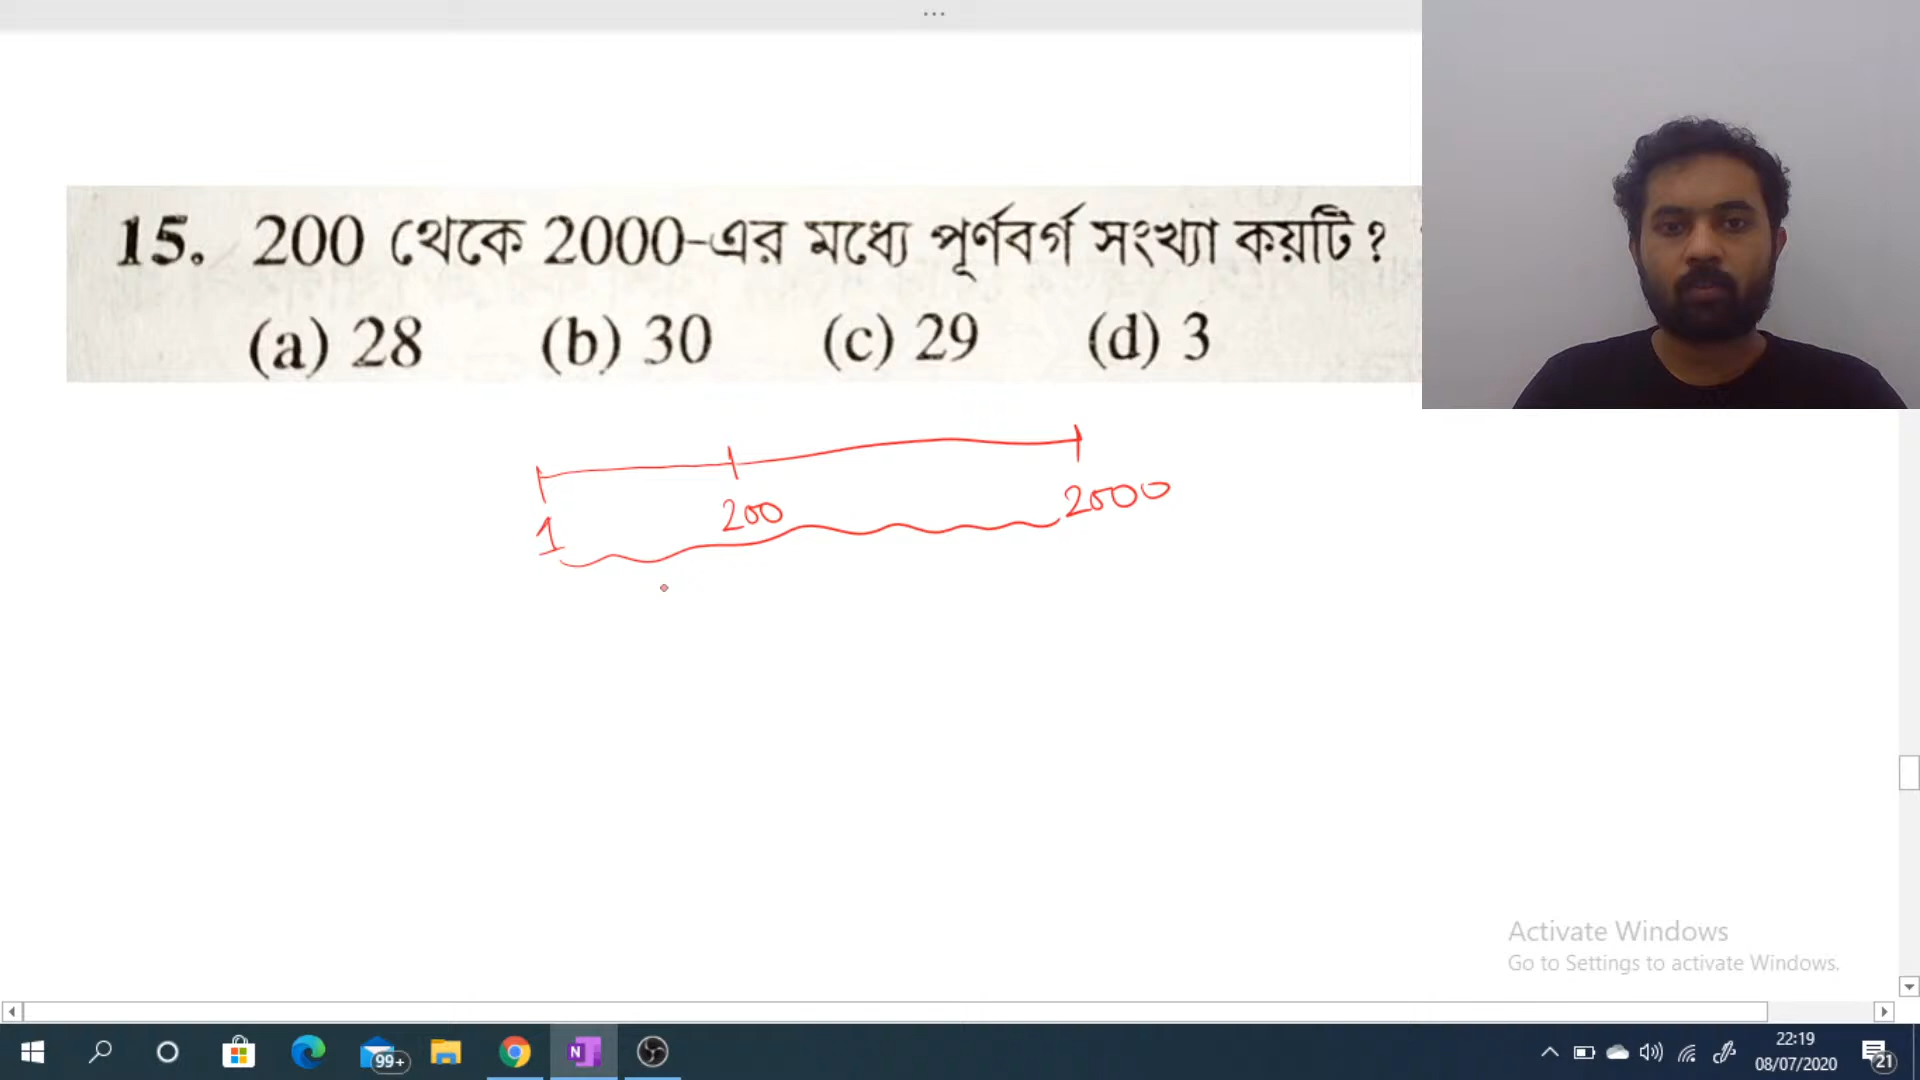 ...
15. 200 থেকে 2000-এর মধ্যে পূর্ণবর্গ সংখ্যা কয়টি?
(a) 28 (b) 30 (c) 29 (d) 3
1 200 2000
Activate Windows
Go to Settings to activate Windows.
99+
N
22:19
08/07/2020
21